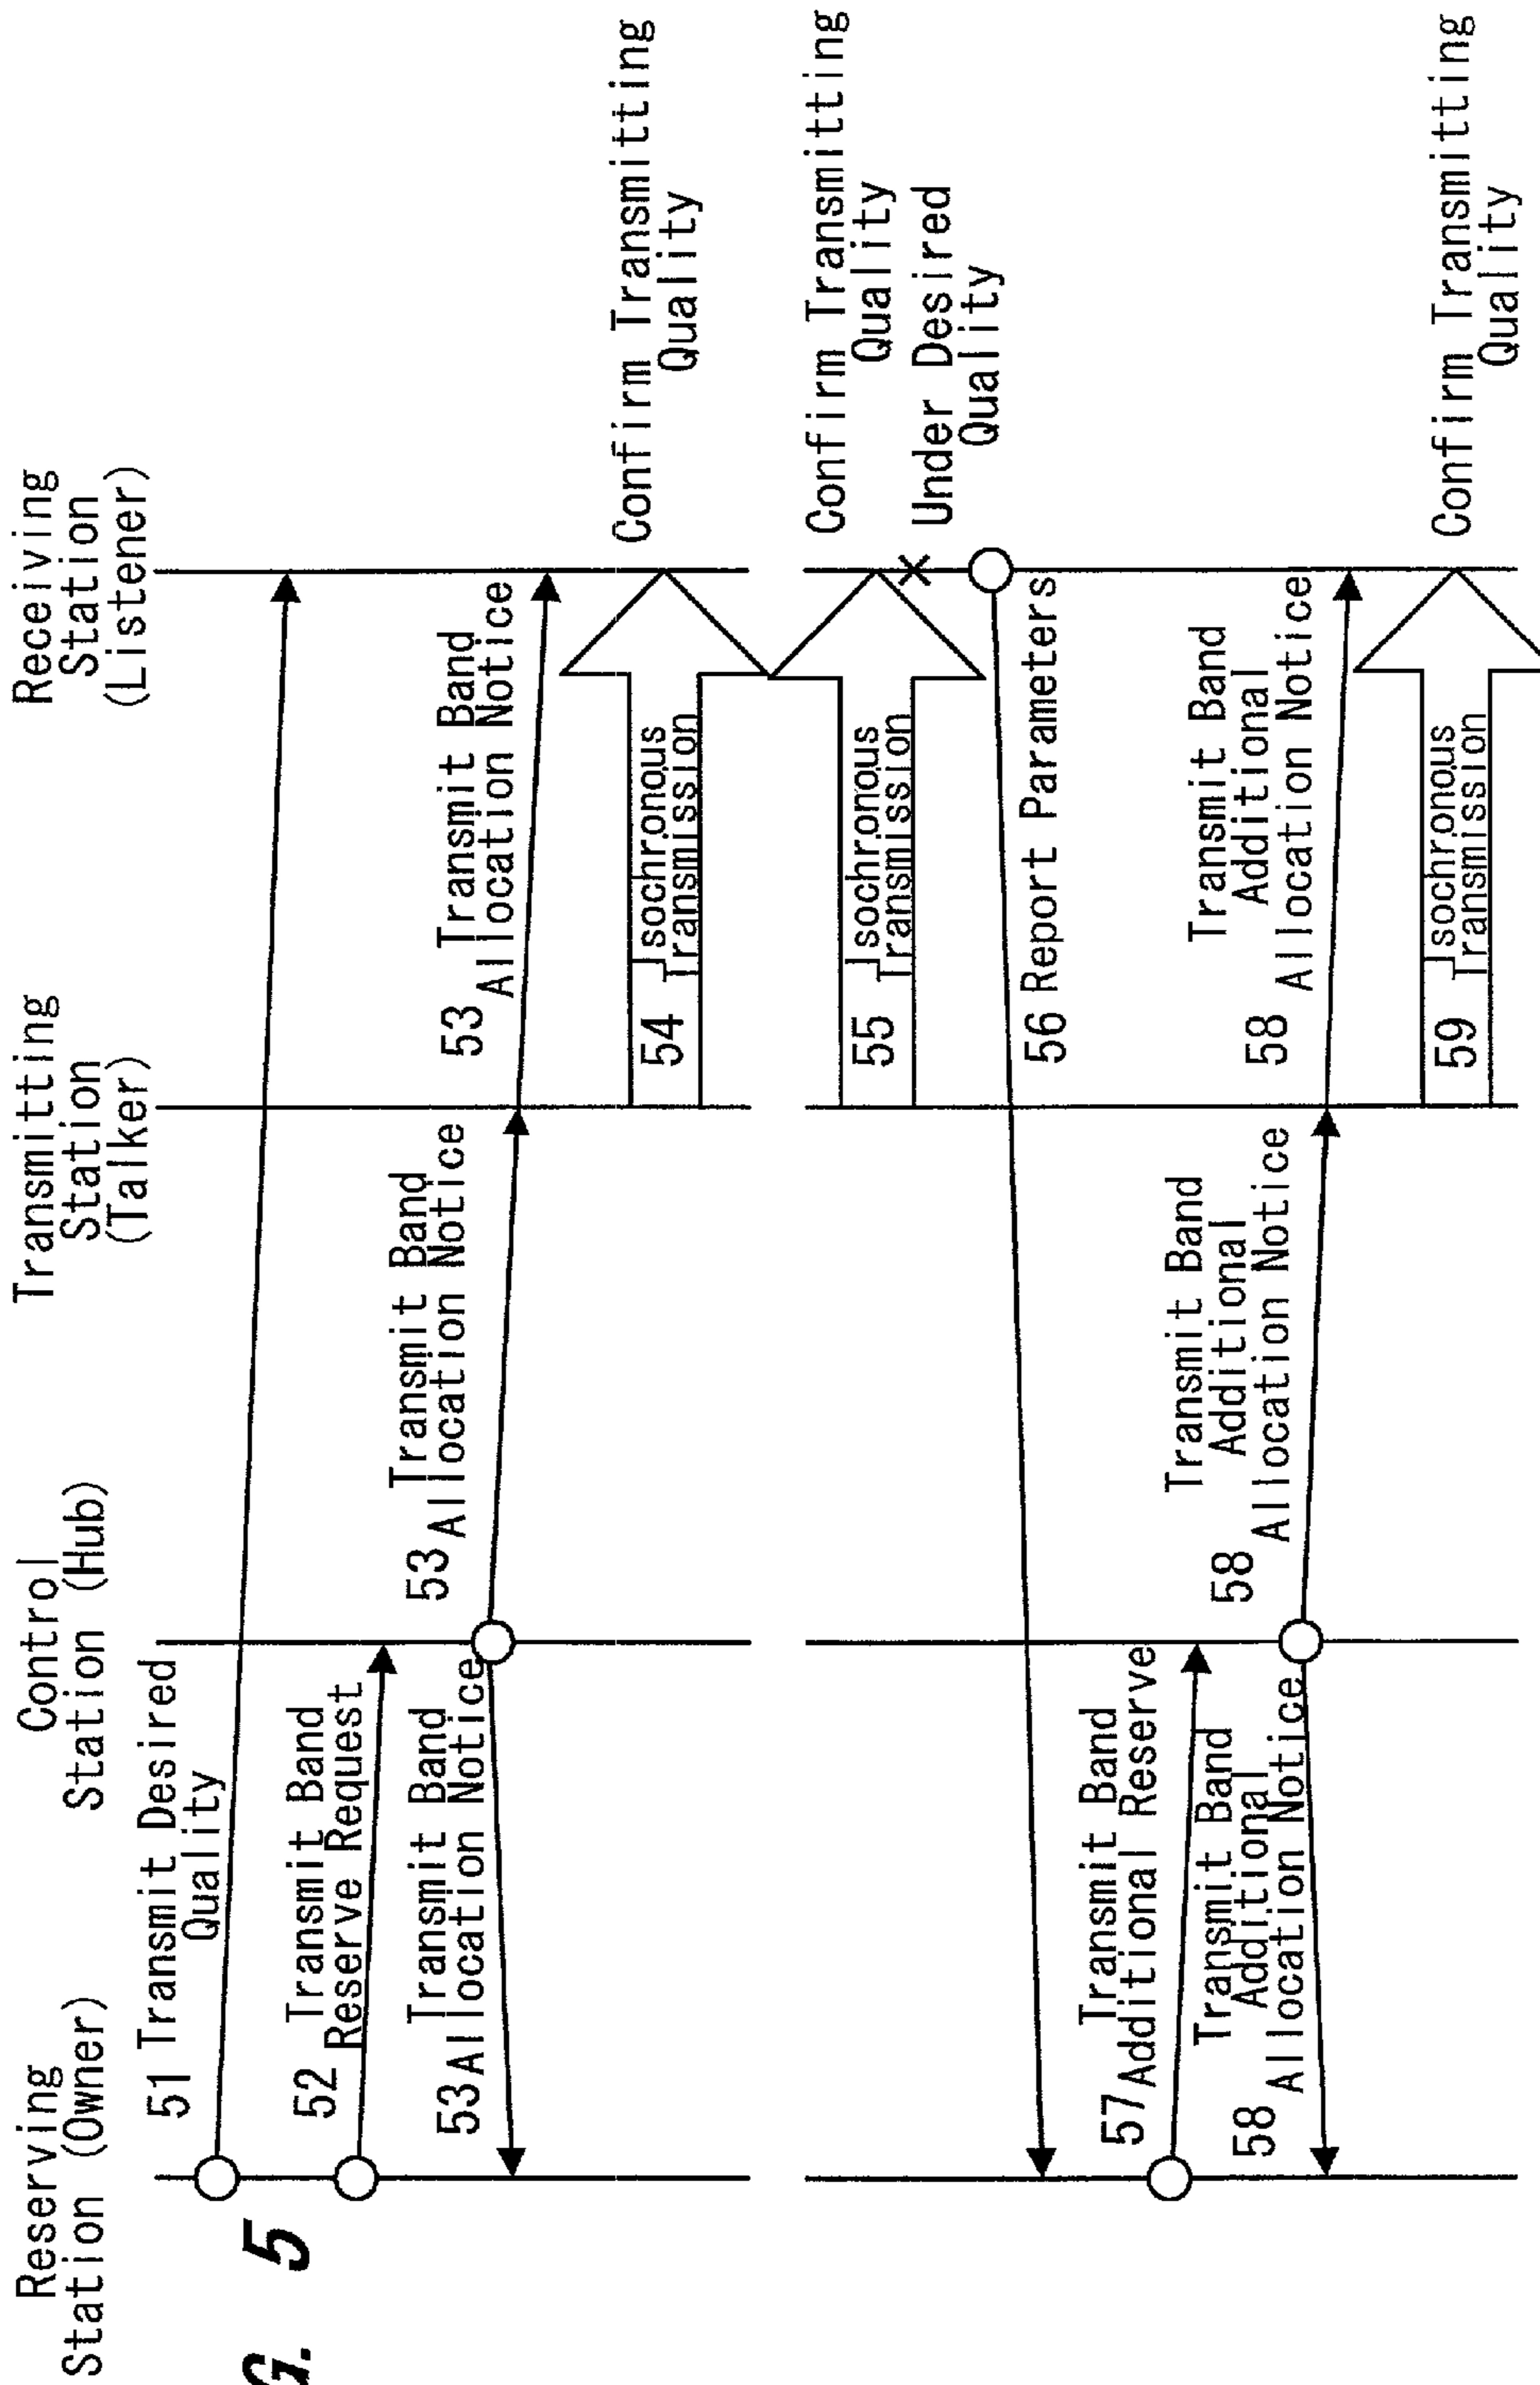 G. 5
Reserving
Station (Owner)
Control
Station (Hub)
Transmitting
Station
(Talker)
Receiving
Station
(Listener)
51 Transmit Desired
Quality
52 Transmit Band
Reserve Request
53 Transmit Band
Allocation Notice
53 Transmit Band
Allocation Notice
53 Transmit Band
Allocation Notice
54 Isochronous
Transmission
Confirm Transmitting
Quality
55 Isochronous
Transmission
Confirm Transmitting
Quality
Under Desired
Quality
56 Report Parameters
57 Transmit Band
Additional Reserve
58 Transmit Band
Additional
Allocation Notice
58 Transmit Band
Additional
Allocation Notice
58 Transmit Band
Additional
Allocation Notice
59 Isochronous
Transmission
Confirm Transmitting
Quality